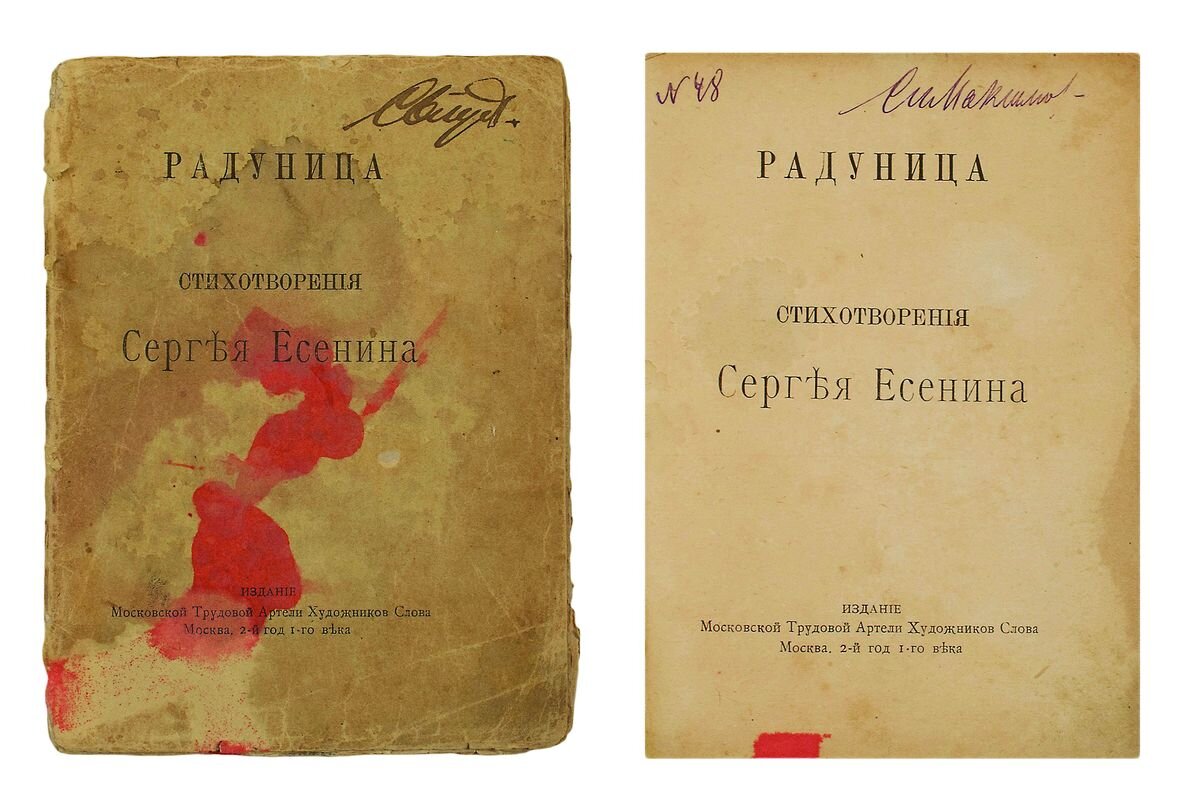 РАДУНИЦА
СТИХОТВОРЕНІЯ
Сергѣя Есенина
ИЗДАНІЕ
Московской Трудовой Артели Художников Слова
Москва, 2-й год 1-го вѣка
N 48
РАДУНИЦА
СТИХОТВОРЕНІЯ
Сергѣя Есенина
ИЗДАНІЕ
Московской Трудовой Артели Художников Слова
Москва. 2-й год 1-го вѣка